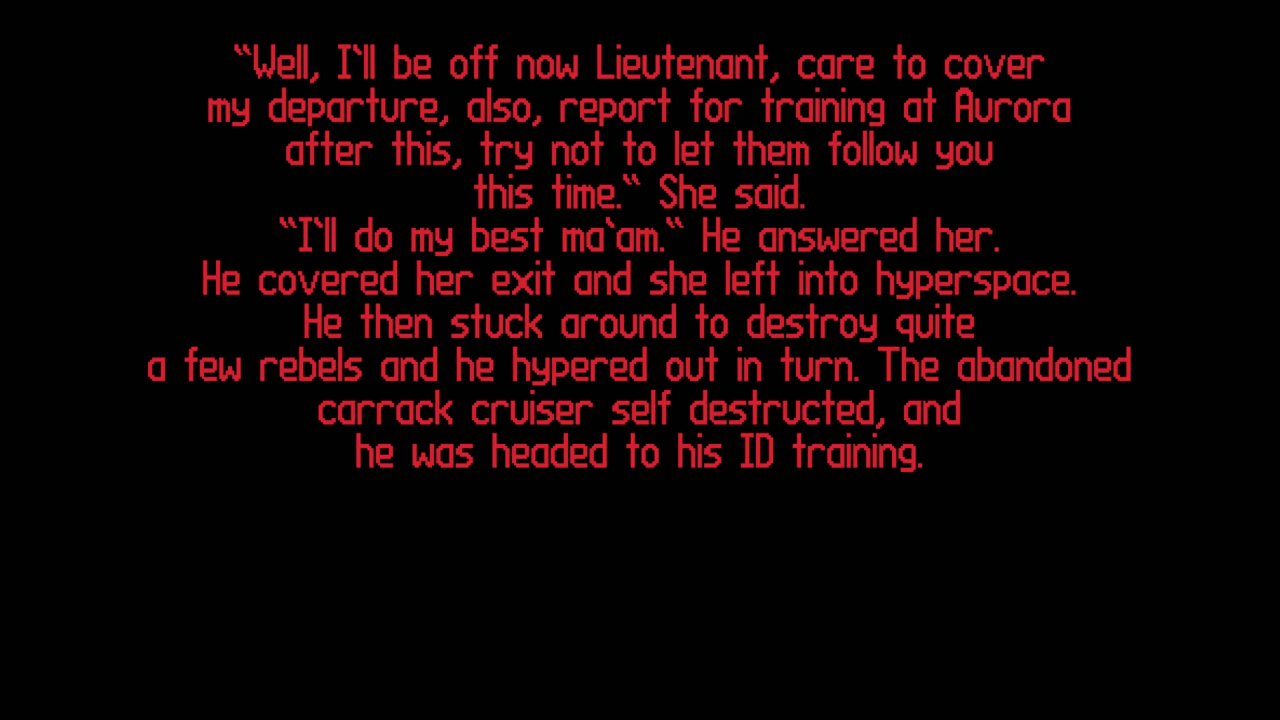 “Well, I‵ll be off now Lieutenant, care to cover
my departure, also, report for training at Aurora
after this, try not to let them follow you
this time.“ She said.
“I‵ll do my best ma‵am.“ He answered her.
He covered her exit and she left into hyperspace.
He then stuck around to destroy quite
a few rebels and he hypered out in turn. The abandoned
carrack cruiser self destructed, and
he was headed to his ID training.